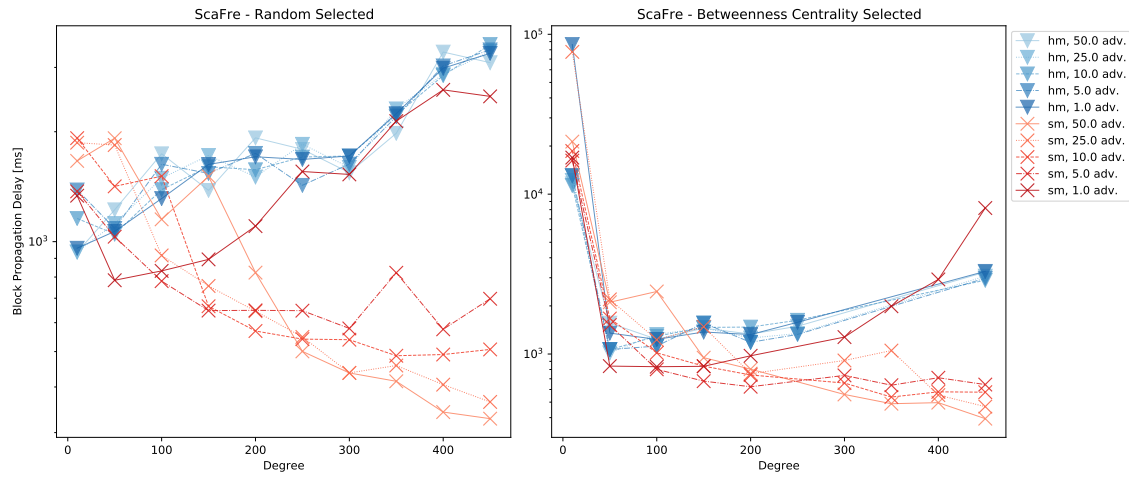 ScaFre - Random Selected
ScaFre - Betweenness Centrality Selected
Block Propagation Delay [ms]
10³
0 100 200 300 400
Degree
10⁵
10⁴
10³
0 100 200 300 400
Degree
hm, 50.0 adv.
hm, 25.0 adv.
hm, 10.0 adv.
hm, 5.0 adv.
hm, 1.0 adv.
sm, 50.0 adv.
sm, 25.0 adv.
sm, 10.0 adv.
sm, 5.0 adv.
sm, 1.0 adv.